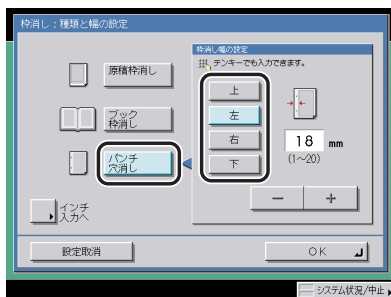 枠消し：種類と幅の設定
原稿枠消し
ブック
枠消し
パンチ
穴消し
インチ
入力へ
枠消し幅の設定
テンキーでも入力できます。
上
左
右
下
18 mm
(1～20)
－ ＋
設定取消
OK
システム状況/中止